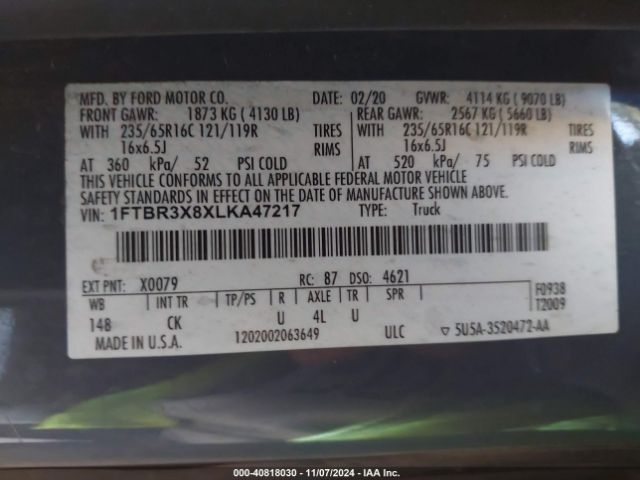 MFD. BY FORD MOTOR CO. DATE: 02/20 GVWR: 4114 KG ( 9070 LB)
FRONT GAWR: 1873 KG ( 4130 LB) REAR GAWR: 2567 KG ( 5660 LB)
WITH 235/65R16C 121/119R TIRES WITH 235/65R16C 121/119R TIRES
16x6.5J RIMS 16x6.5J RIMS
AT 360 kPa/ 52 PSI COLD AT 520 kPa/ 75 PSI COLD
THIS VEHICLE CONFORMS TO ALL APPLICABLE FEDERAL MOTOR VEHICLE
SAFETY STANDARDS IN EFFECT ON THE DATE OF MANUFACTURE SHOWN ABOVE.
VIN: 1FTBR3X8XLKA47217 TYPE: Truck
EXT PNT: X0079 RC: 87 DSO: 4621
WB INT TR TP/PS R AXLE TR SPR
148 CK U 4L U
F0938
T2009
MADE IN U.S.A. 1202002063649 ULC ▽ 5U5A-3520472-AA
000-40818030 - 11/07/2024 - IAA Inc.